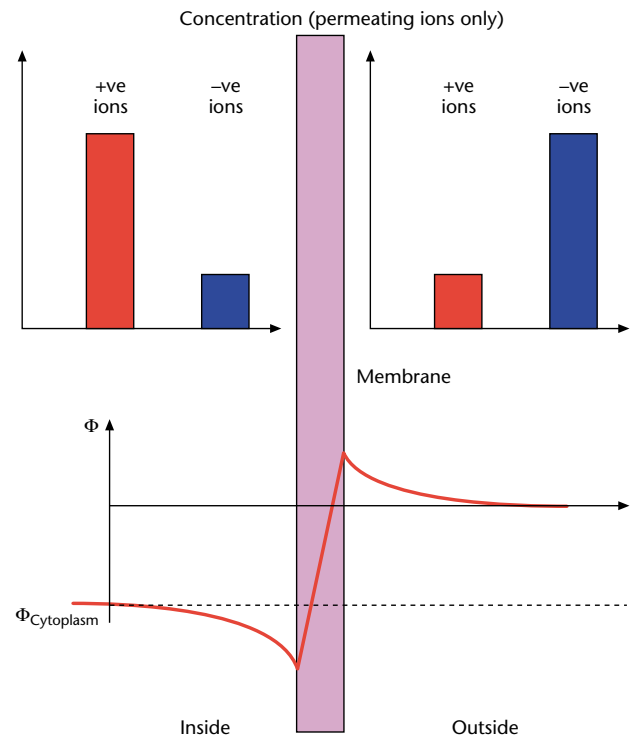 Concentration (permeating ions only)
+ve
ions
–ve
ions
+ve
ions
–ve
ions
Membrane
Φ
ΦCytoplasm
Inside
Outside